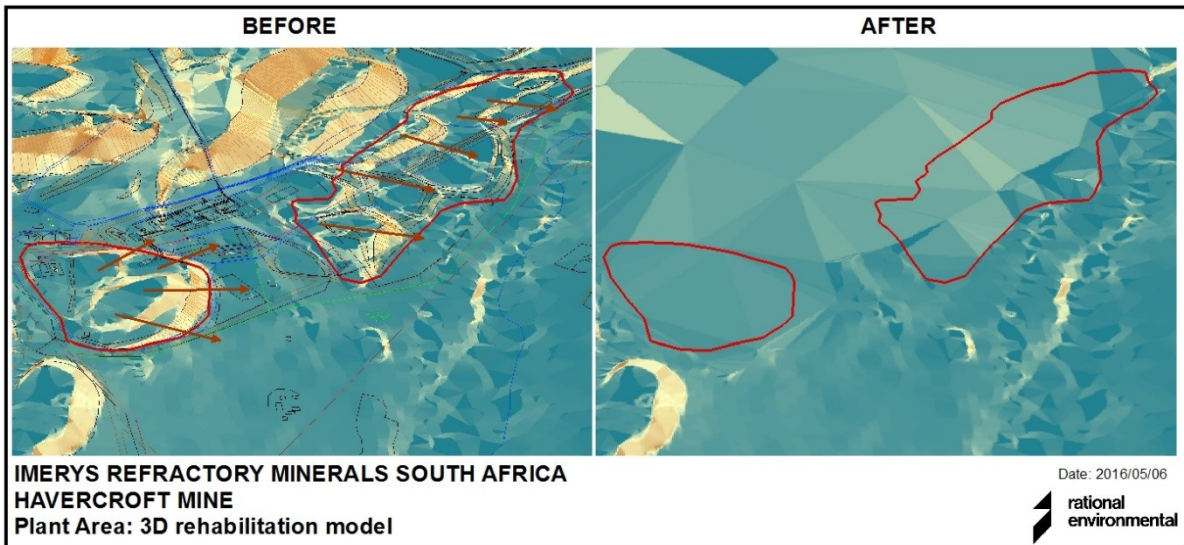 BEFORE
AFTER
IMERYS REFRACTORY MINERALS SOUTH AFRICA
HAVERCROFT MINE
Plant Area: 3D rehabilitation model
Date: 2016/05/06
rational
environmental